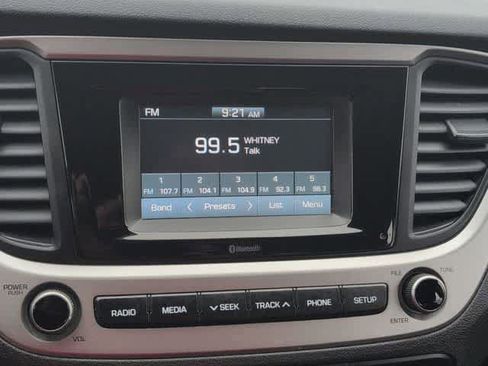 FM 9:21 AM
99.5 WHITNEY
Talk
1 2 3 4 5
FM 107.7 FM 104.1 FM 104.9 FM 92.3 FM 98.3
Band < Presets > List Menu
Bluetooth
POWER
PUSH
VOL
RADIO MEDIA SEEK TRACK PHONE SETUP
FILE TUNE
ENTER